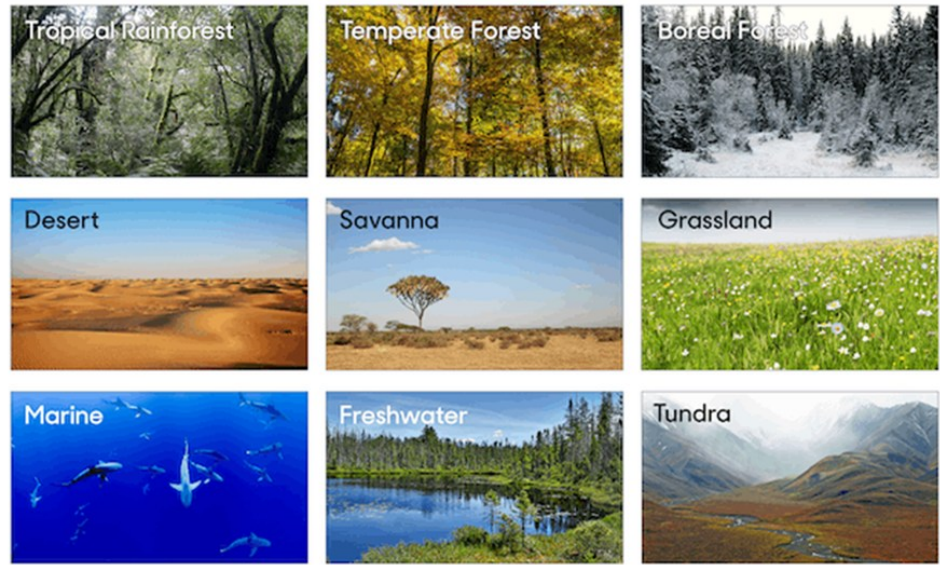 Tropical Rainforest
Temperate Forest
Boreal Forest
Desert
Savanna
Grassland
Marine
Freshwater
Tundra